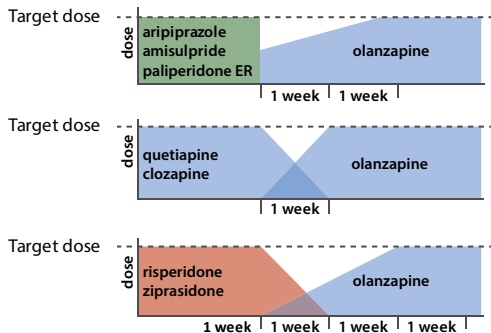 Target dose
dose
aripiprazole
amisulpride
paliperidone ER
olanzapine
1 week 1 week
Target dose
dose
quetiapine
clozapine
olanzapine
1 week
Target dose
dose
risperidone
ziprasidone
olanzapine
1 week 1 week 1 week 1 week